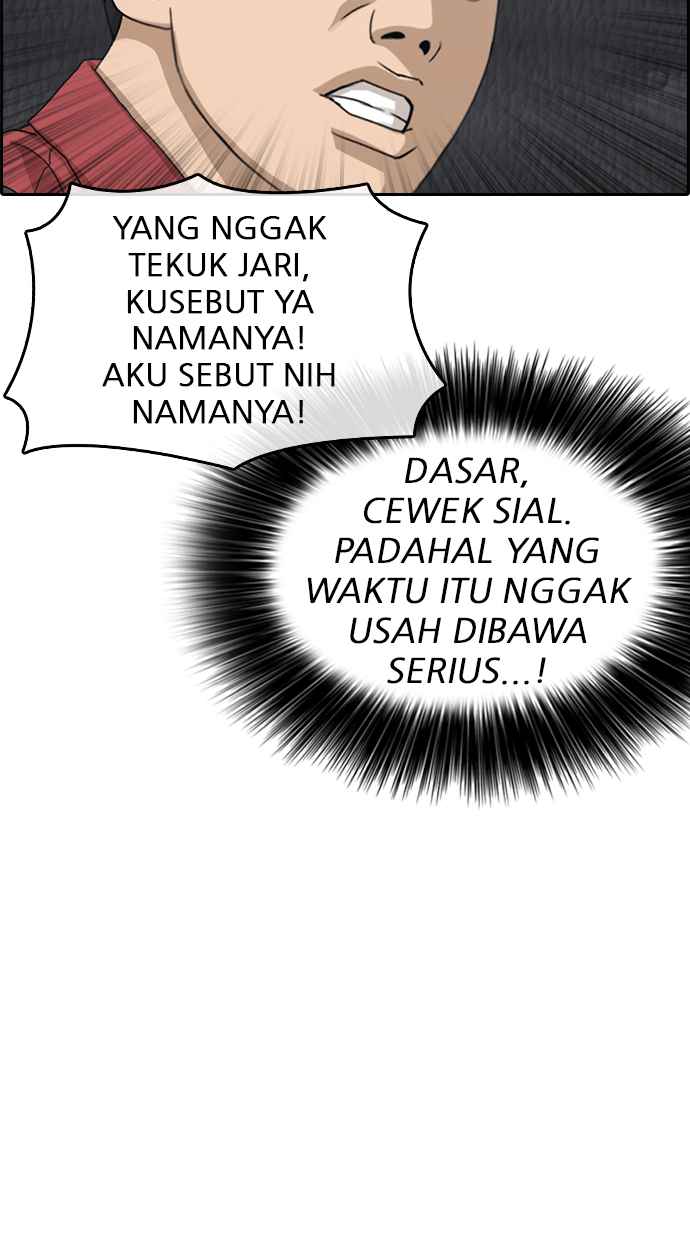 YANG NGGAK
TEKUK JARI,
KUSEBUT YA
NAMANYA!
AKU SEBUT NIH
NAMANYA!
DASAR,
CEWEK SIAL.
PADAHAL YANG
WAKTU ITU NGGAK
USAH DIBAWA
SERIUS...!